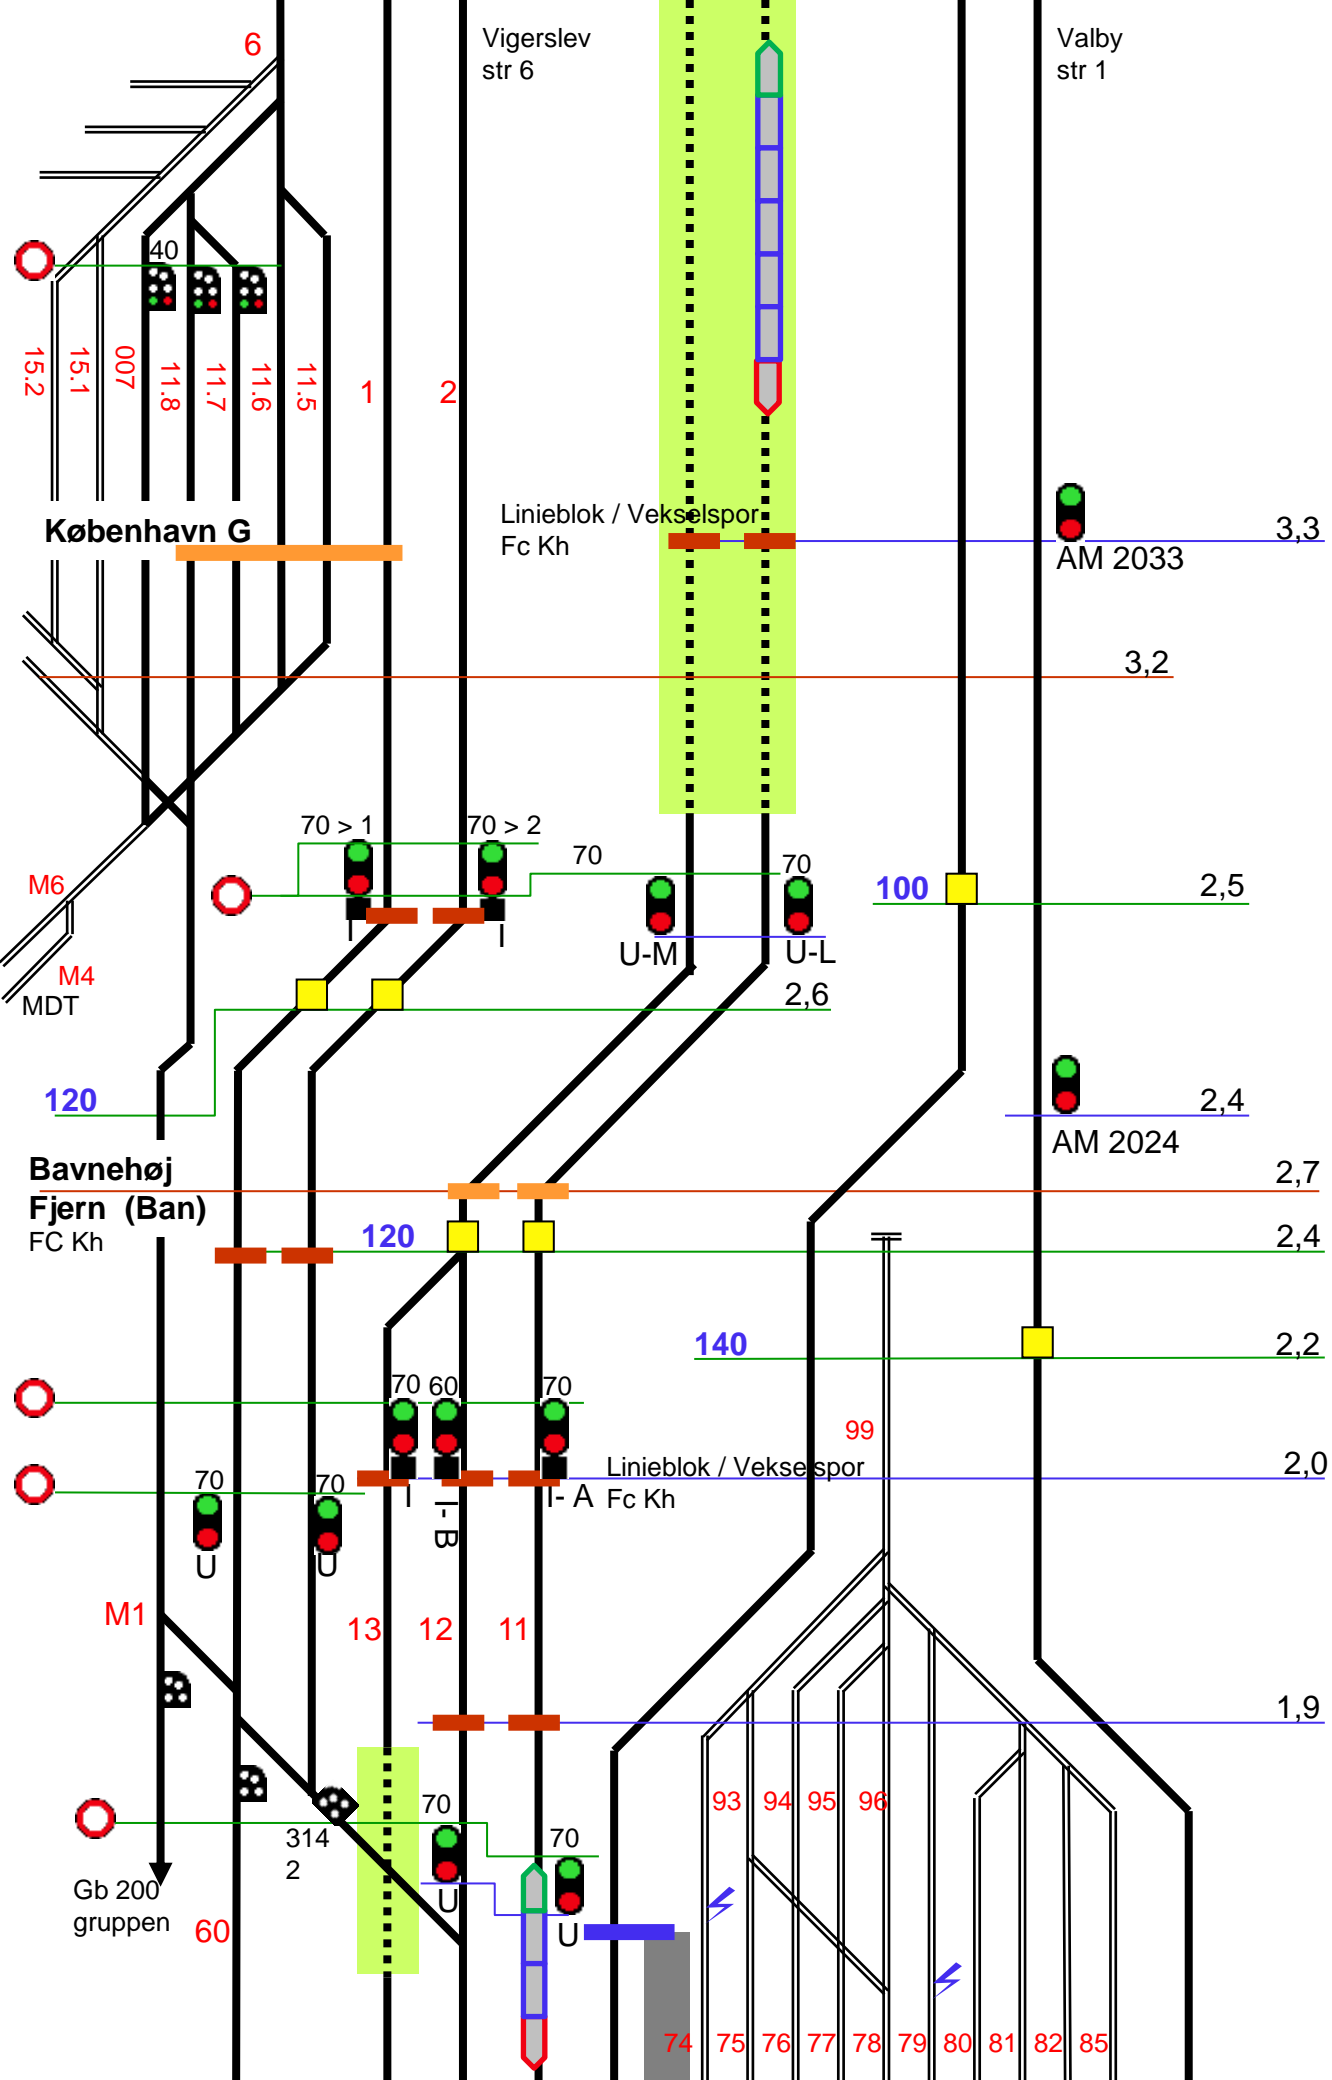 6
Vigerslev
str 6
Valby
str 1
40
15.2
15.1
007
11.8
11.7
11.6
11.5
1
2
København G
Linieblok / Vekselspor
Fc Kh
AM 2033
3,3
3,2
70 > 1
70 > 2
70
70
M6
I
I
U-M
U-L
100
2,5
M4
MDT
2,6
120
2,4
AM 2024
Bavnehøj
Fjern (Ban)
FC Kh
2,7
120
2,4
140
2,2
70
60
70
99
Linieblok / Vekselspor
Fc Kh
2,0
I
I- B
I- A
70
70
U
U
M1
13
12
11
1,9
93
94
95
96
70
70
314
2
U
U
Gb 200
gruppen
60
74
75
76
77
78
79
80
81
82
85